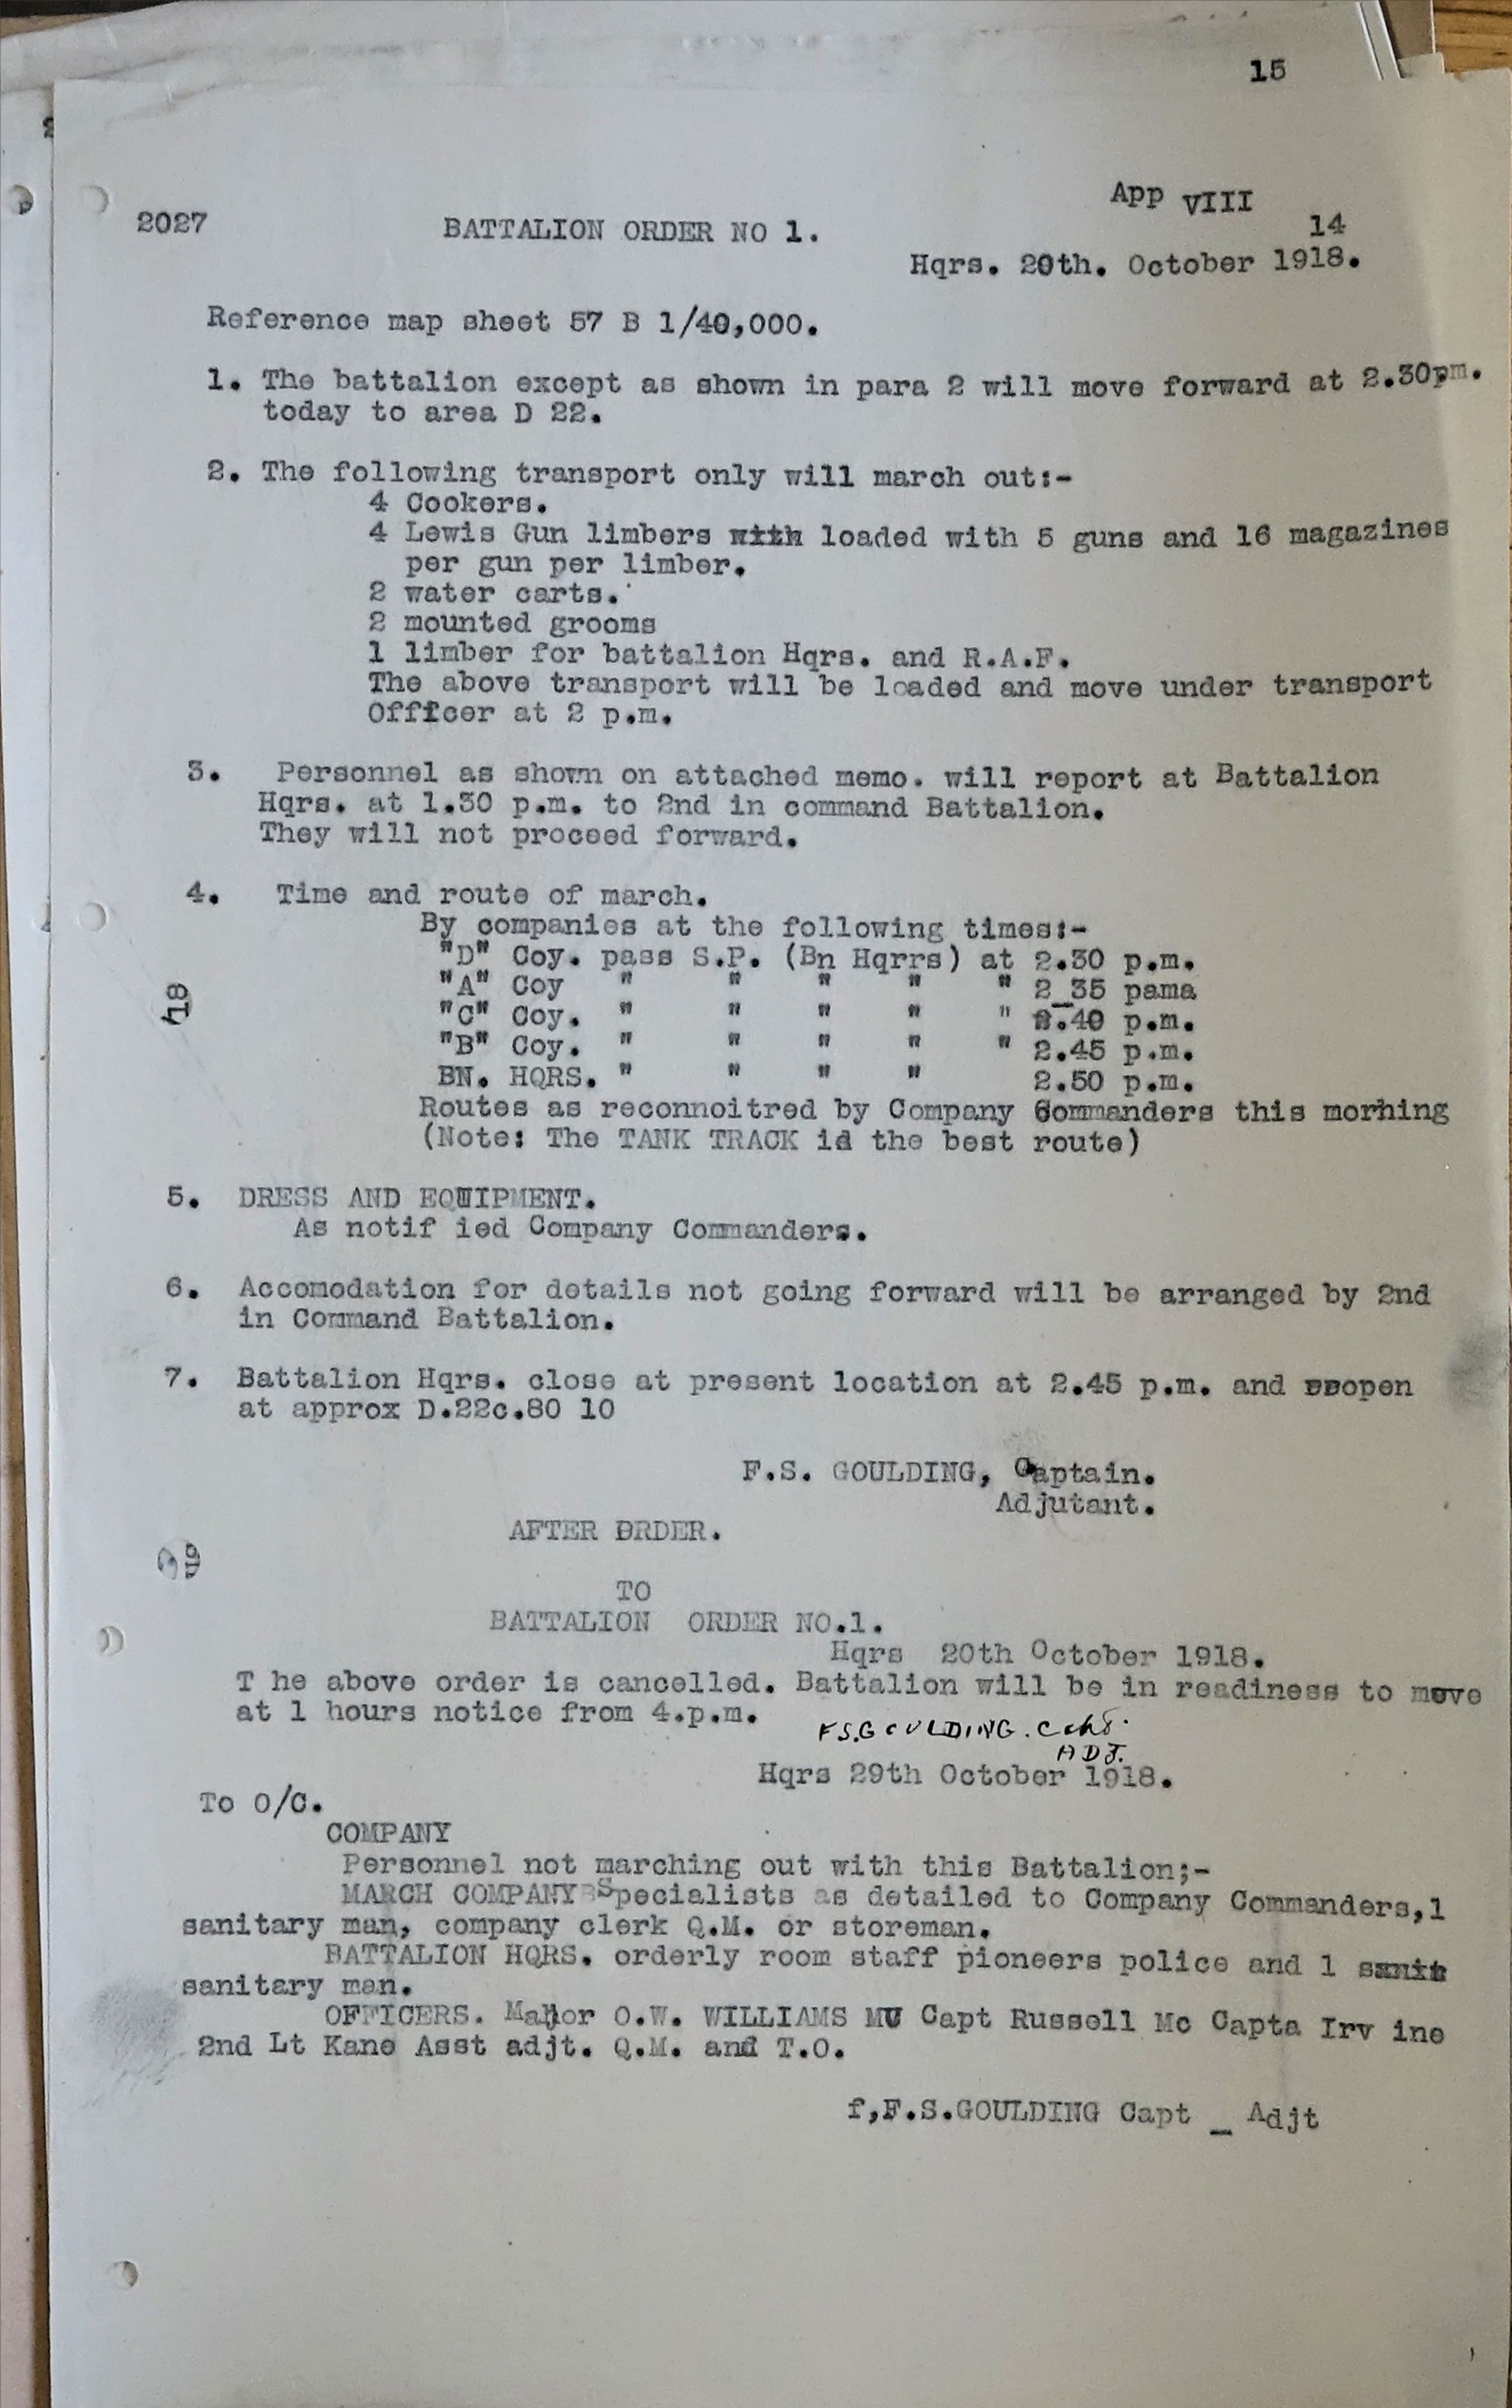 15
App VIII
2027 BATTALION ORDER NO 1. 14
Hqrs. 20th. October 1918.
Reference map sheet 57 B 1/40,000.
1. The battalion except as shown in para 2 will move forward at 2.30pm.
today to area D 22.
2. The following transport only will march out:-
4 Cookers.
4 Lewis Gun limbers with loaded with 5 guns and 16 magazines
per gun per limber.
2 water carts.
2 mounted grooms
1 limber for battalion Hqrs. and R.A.F.
The above transport will be loaded and move under transport
Officer at 2 p.m.
3. Personnel as shown on attached memo. will report at Battalion
Hqrs. at 1.30 p.m. to 2nd in command Battalion.
They will not proceed forward.
4. Time and route of march.
By companies at the following times:-
"D" Coy. pass S.P. (Bn Hqrrs) at 2.30 p.m.
"A" Coy " " " " " 2_35 pama
"C" Coy. " " " " " 2.40 p.m.
"B" Coy. " " " " " 2.45 p.m.
BN. HQRS. " " " " 2.50 p.m.
Routes as reconnoitred by Company Commanders this morhing
(Note: The TANK TRACK id the best route)
18
5. DRESS AND EQUIPMENT.
As notif ied Company Commanders.
6. Accomodation for details not going forward will be arranged by 2nd
in Command Battalion.
7. Battalion Hqrs. close at present location at 2.45 p.m. and reopen
at approx D.22c.80 10
F.S. GOULDING, Captain.
Adjutant.
AFTER ORDER.
TO
BATTALION ORDER NO.1.
Hqrs 20th October 1918.
T he above order is cancelled. Battalion will be in readiness to move
at 1 hours notice from 4.p.m.
F.S.GOULDING. Capt.
ADJ.
Hqrs 29th October 1918.
To O/C.
COMPANY
Personnel not marching out with this Battalion;-
MARCH COMPANY Specialists as detailed to Company Commanders,1
sanitary man, company clerk Q.M. or storeman.
BATTALION HQRS. orderly room staff pioneers police and 1 sanit
sanitary man.
OFFICERS. Major O.W. WILLIAMS Capt Russell Mc Capta Irv ine
2nd Lt Kane Asst adjt. Q.M. and T.O.
f,F.S.GOULDING Capt _ Adjt